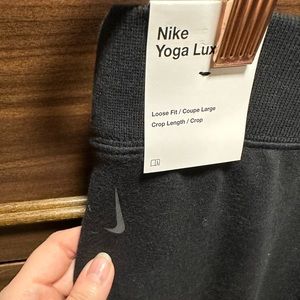 Nike
Yoga Lux
Loose Fit / Coupe Large
Crop Length / Crop